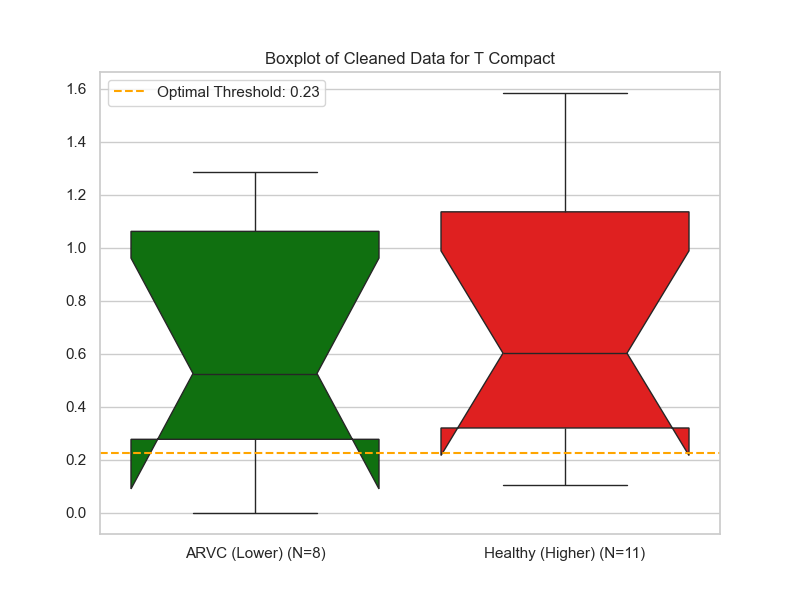 Boxplot of Cleaned Data for T Compact
Optimal Threshold: 0.23
1.6
1.4
1.2
1.0
0.8
0.6
0.4
0.2
0.0
ARVC (Lower) (N=8)
Healthy (Higher) (N=11)